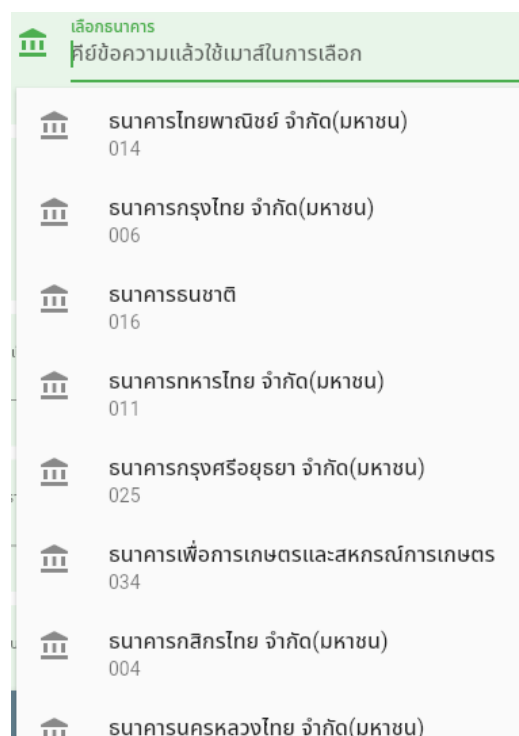 เลือกธนาคาร
คีย์ข้อความแล้วใช้เมาส์ในการเลือก
ธนาคารไทยพาณิชย์ จำกัด(มหาชน)
014
ธนาคารกรุงไทย จำกัด(มหาชน)
006
ธนาคารธนชาติ
016
ธนาคารทหารไทย จำกัด(มหาชน)
011
ธนาคารกรุงศรีอยุธยา จำกัด(มหาชน)
025
ธนาคารเพื่อการเกษตรและสหกรณ์การเกษตร
034
ธนาคารกสิกรไทย จำกัด(มหาชน)
004
ธนาคารนครหลวงไทย จำกัด(มหาชน)